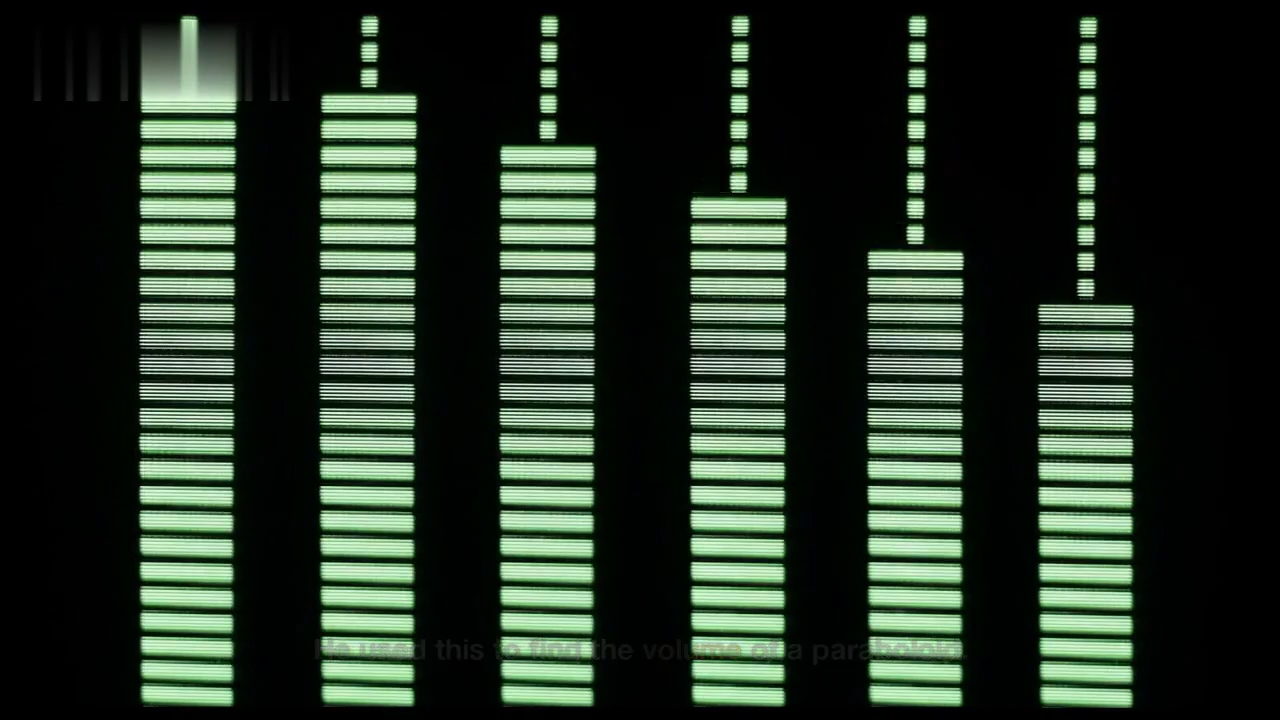 He used this to find the volume of a paraboloid.